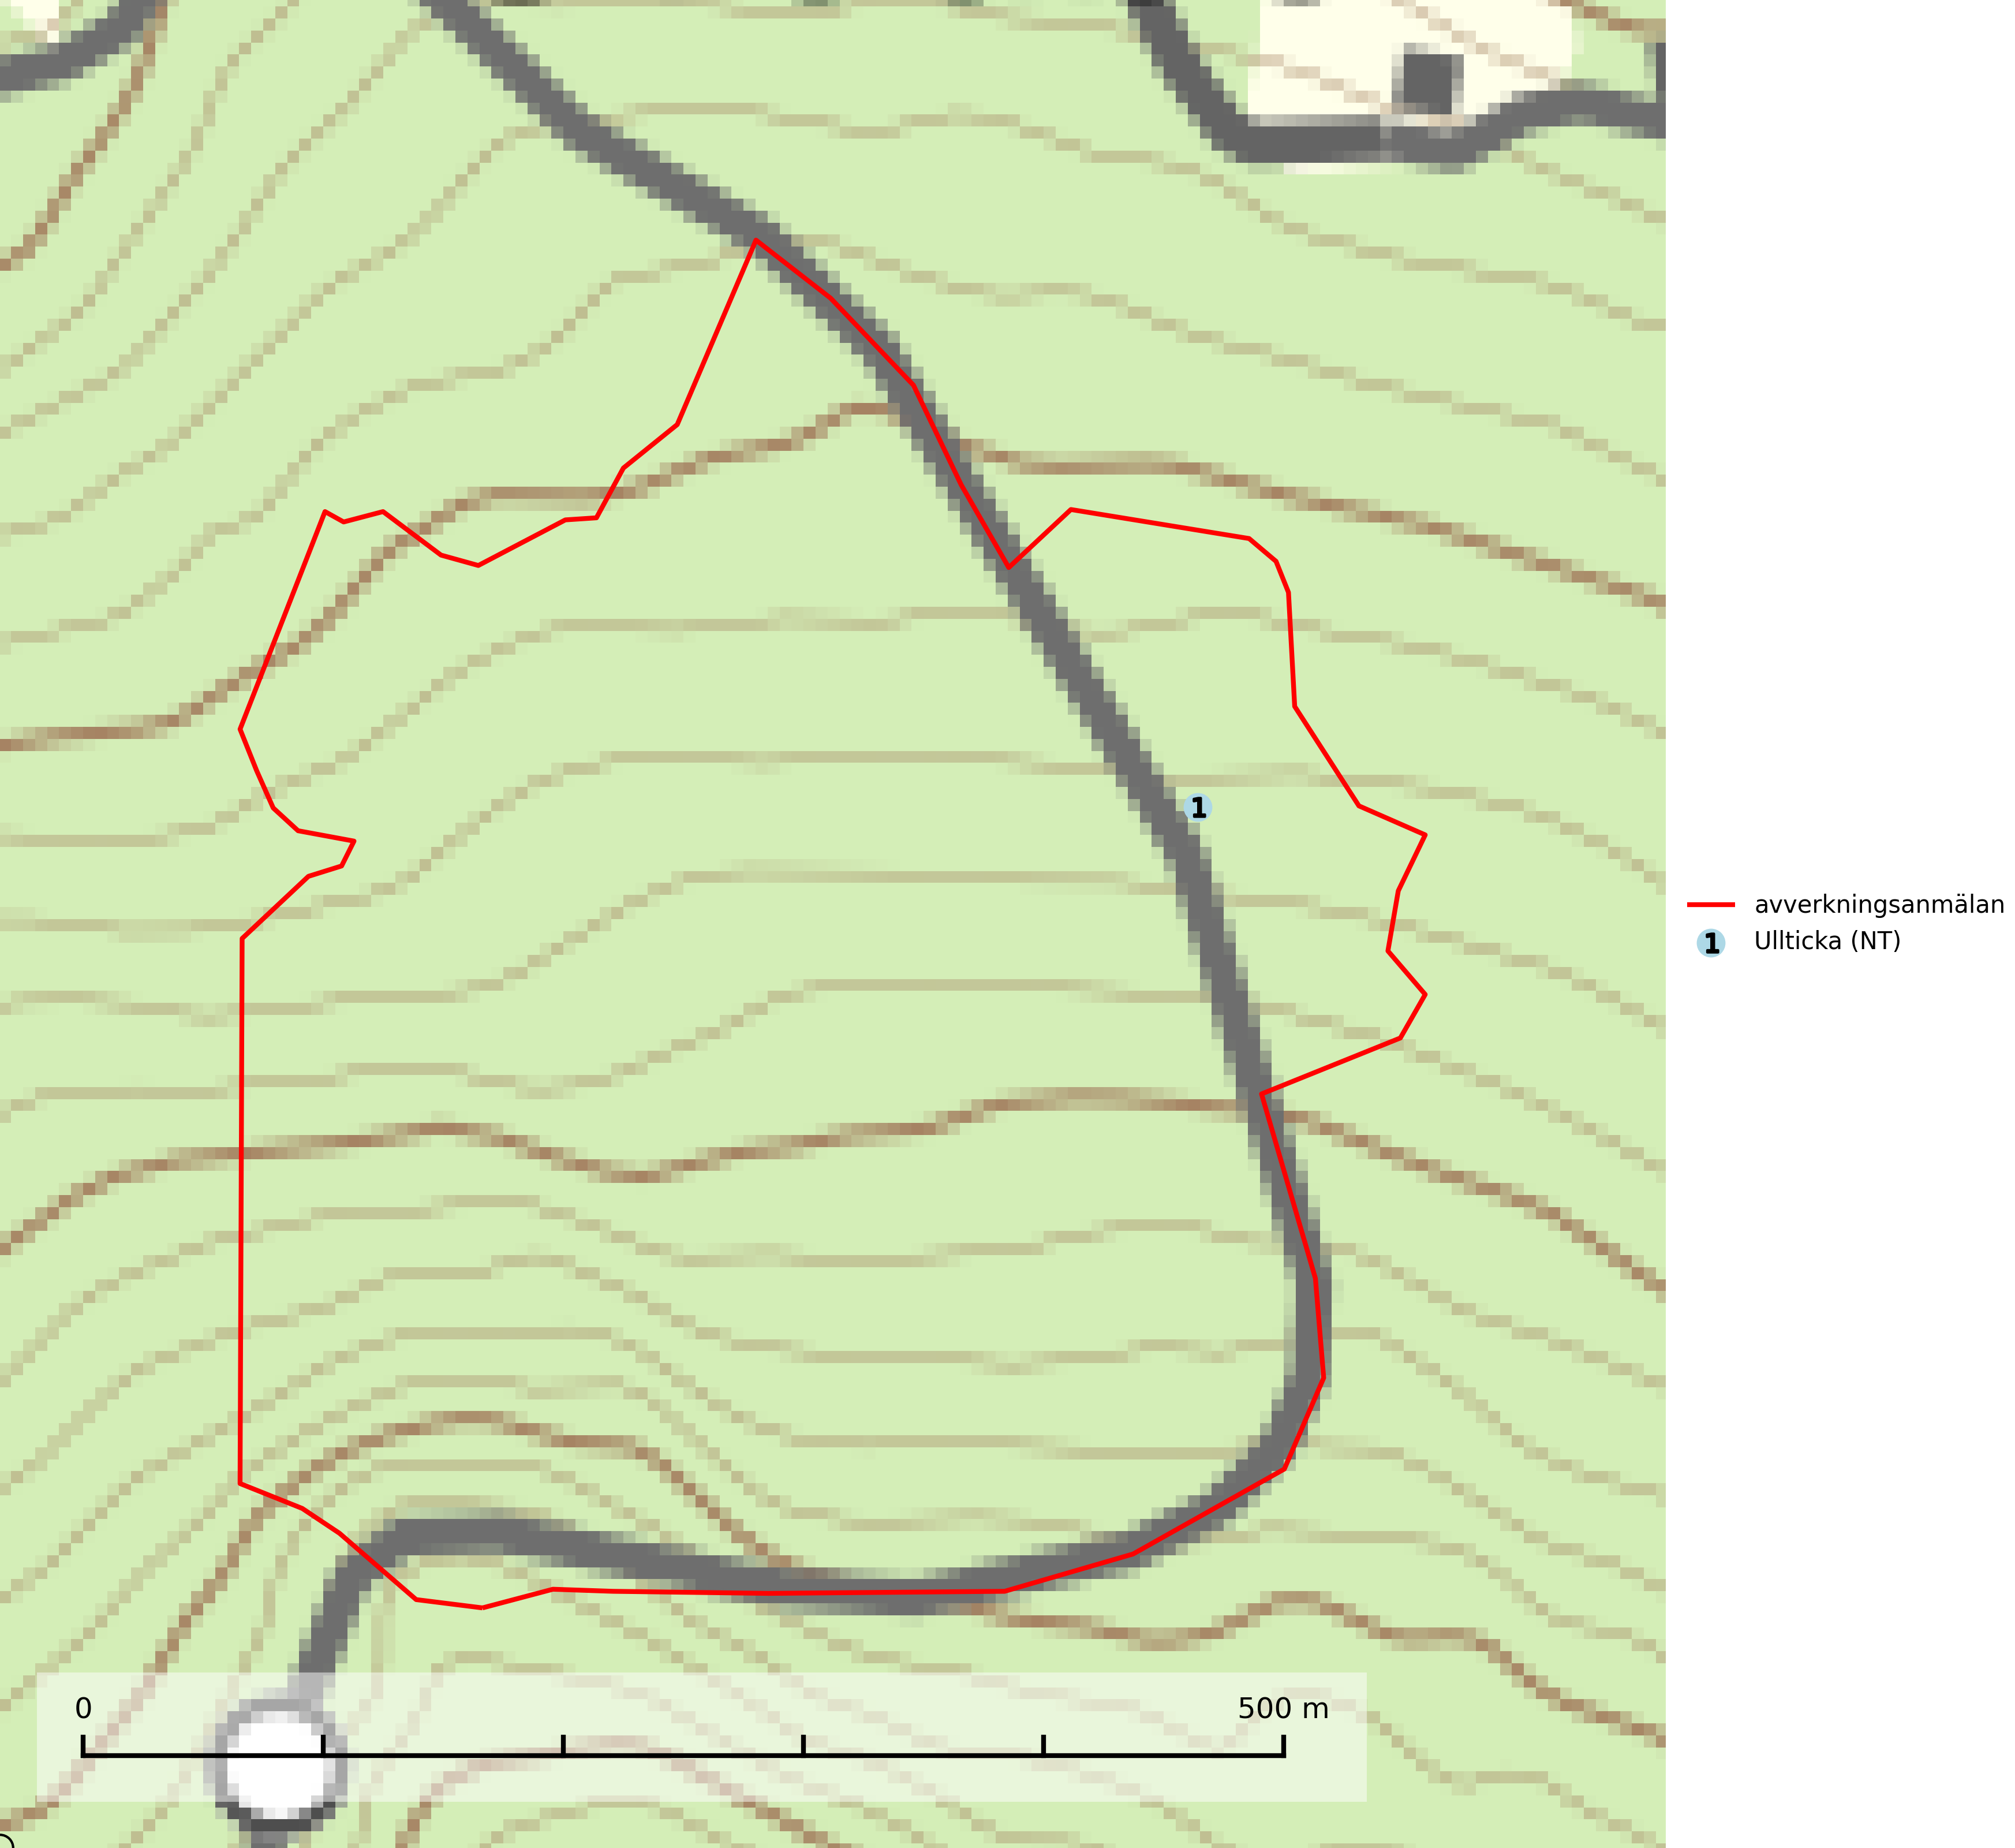 1
avverkningsanmälan
1 Ullticka (NT)
0 500 m